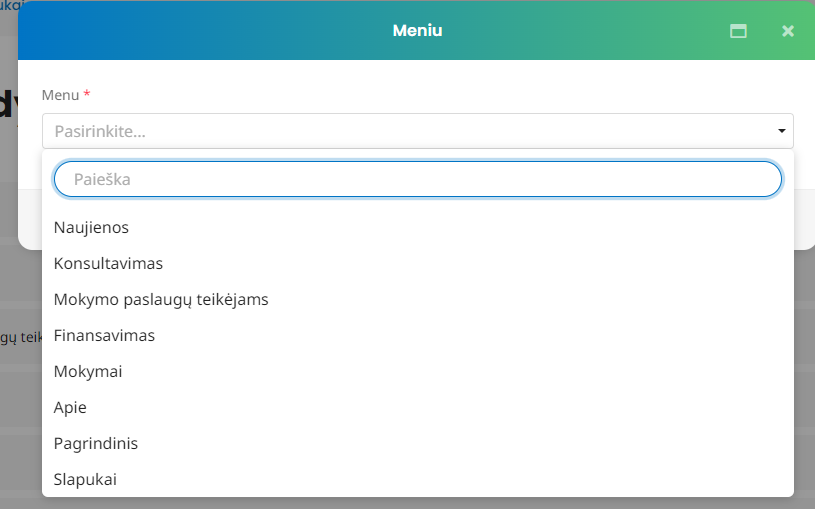 Meniu
Menu *
Pasirinkite...
Paieška
Naujienos
Konsultavimas
Mokymo paslaugų teikėjams
Finansavimas
Mokymai
Apie
Pagrindinis
Slapukai